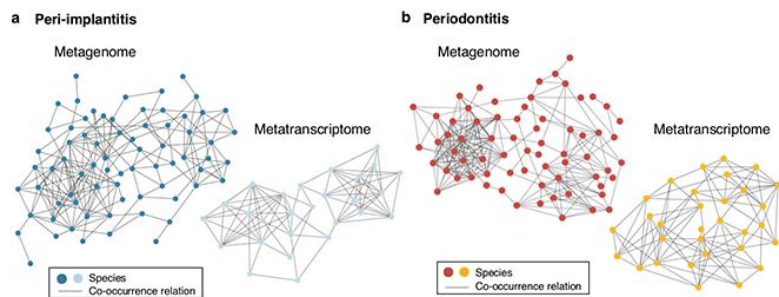 a Peri-implantitis
Metagenome
Metatranscriptome
Species
Co-occurrence relation
b Periodontitis
Metagenome
Metatranscriptome
Species
Co-occurrence relation